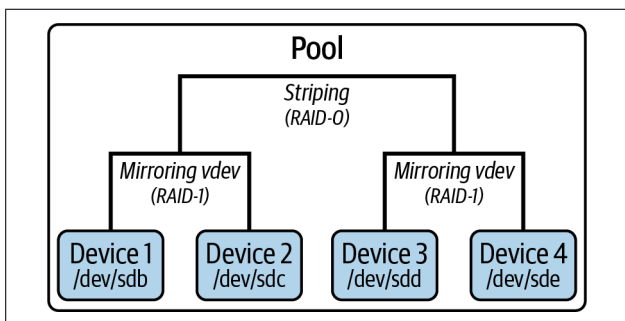 Pool
Striping
(RAID-0)
Mirroring vdev
(RAID-1)
Mirroring vdev
(RAID-1)
Device 1
/dev/sdb
Device 2
/dev/sdc
Device 3
/dev/sdd
Device 4
/dev/sde